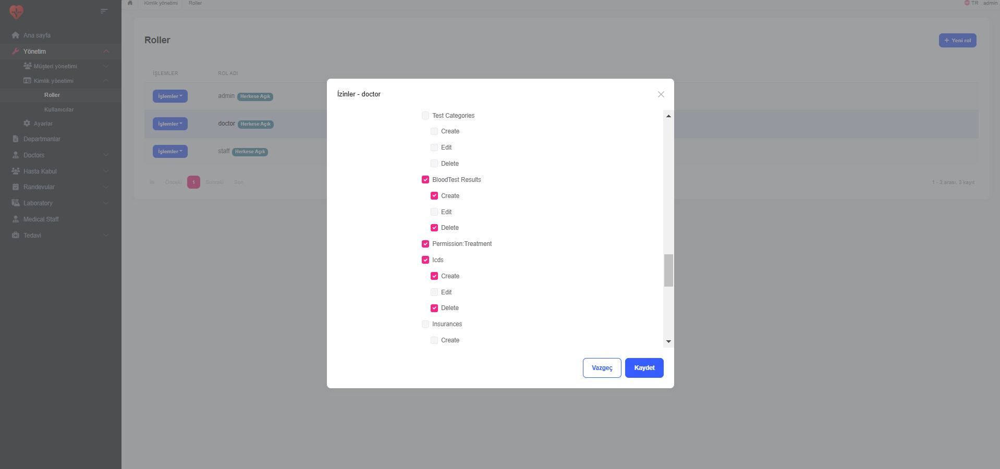 Kimlik yönetimi
Roller
TR
admin
Ana sayfa
Yönetim
Müşteri yönetimi
Kimlik yönetimi
Roller
Kullanıcılar
Ayarlar
Departmanlar
Doctors
Hasta Kabul
Randevular
Laboratory
Medical Staff
Tedavi
Roller
+ Yeni rol
İŞLEMLER
ROL ADI
İşlemler
admin Herkese Açık
İşlemler
doctor Herkese Açık
İşlemler
staff Herkese Açık
İlk
Önceki
1
Sonraki
Son
1 - 3 arası, 3 kayıt
İzinler - doctor
Test Categories
Create
Edit
Delete
BloodTest Results
Create
Edit
Delete
Permission:Treatment
Icds
Create
Edit
Delete
Insurances
Create
Vazgeç
Kaydet